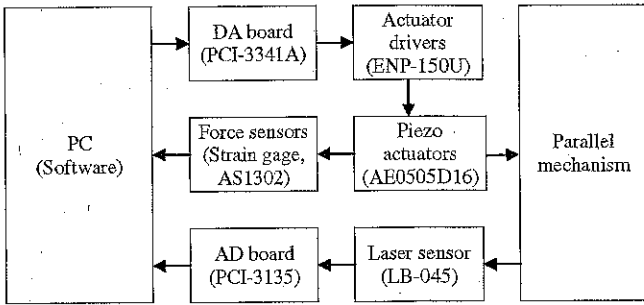 DA board
(PCI-3341A)
Actuator
drivers
(ENP-150U)
PC
(Software)
Force sensors
(Strain gage,
AS1302)
Piezo
actuators
(AE0505D16)
Parallel
mechanism
AD board
(PCI-3135)
Laser sensor
(LB-045)